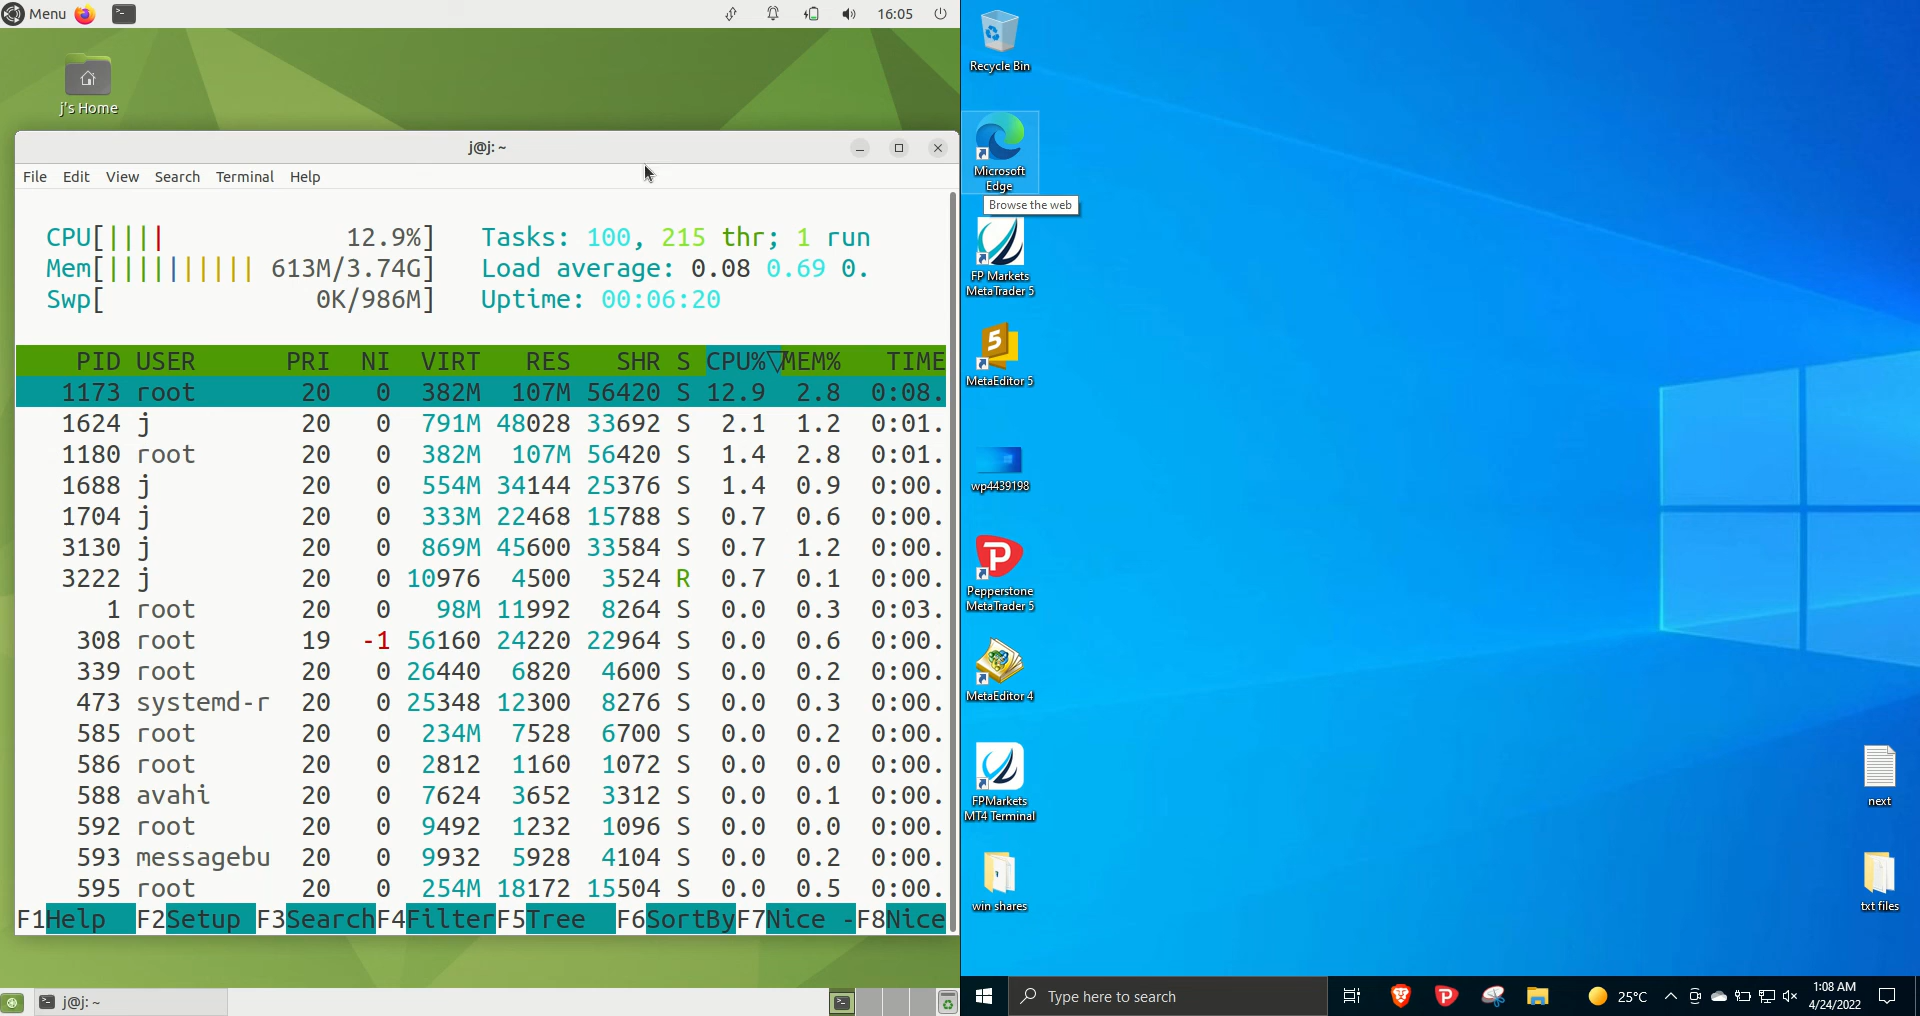 Menu
16:05
j's Home
j@j: ~
File Edit View Search Terminal Help
CPU[|||| 12.9%] Tasks: 100, 215 thr; 1 run
Mem[|||||||||| 613M/3.74G] Load average: 0.08 0.69 0.
Swp[ 0K/986M] Uptime: 00:06:20
PID USER PRI NI VIRT RES SHR S CPU%▽MEM% TIME
1173 root 20 0 382M 107M 56420 S 12.9 2.8 0:08.
1624 j 20 0 791M 48028 33692 S 2.1 1.2 0:01.
1180 root 20 0 382M 107M 56420 S 1.4 2.8 0:01.
1688 j 20 0 554M 34144 25376 S 1.4 0.9 0:00.
1704 j 20 0 333M 22468 15788 S 0.7 0.6 0:00.
3130 j 20 0 869M 45600 33584 S 0.7 1.2 0:00.
3222 j 20 0 10976 4500 3524 R 0.7 0.1 0:00.
1 root 20 0 98M 11992 8264 S 0.0 0.3 0:03.
308 root 19 -1 56160 24220 22964 S 0.0 0.6 0:00.
339 root 20 0 26440 6820 4600 S 0.0 0.2 0:00.
473 systemd-r 20 0 25348 12300 8276 S 0.0 0.3 0:00.
585 root 20 0 234M 7528 6700 S 0.0 0.2 0:00.
586 root 20 0 2812 1160 1072 S 0.0 0.0 0:00.
588 avahi 20 0 7624 3652 3312 S 0.0 0.1 0:00.
592 root 20 0 9492 1232 1096 S 0.0 0.0 0:00.
593 messagebu 20 0 9932 5928 4104 S 0.0 0.2 0:00.
595 root 20 0 254M 18172 15504 S 0.0 0.5 0:00.
F1Help F2Setup F3SearchF4FilterF5Tree F6SortByF7Nice -F8Nice
j@j: ~
Recycle Bin
Microsoft
Edge
Browse the web
FP Markets
MetaTrader 5
5
MetaEditor 5
wp4439198
Pepperstone
MetaTrader 5
MetaEditor 4
FPMarkets
MT4 Terminal
win shares
next
txt files
Type here to search
25°C
1:08 AM
4/24/2022